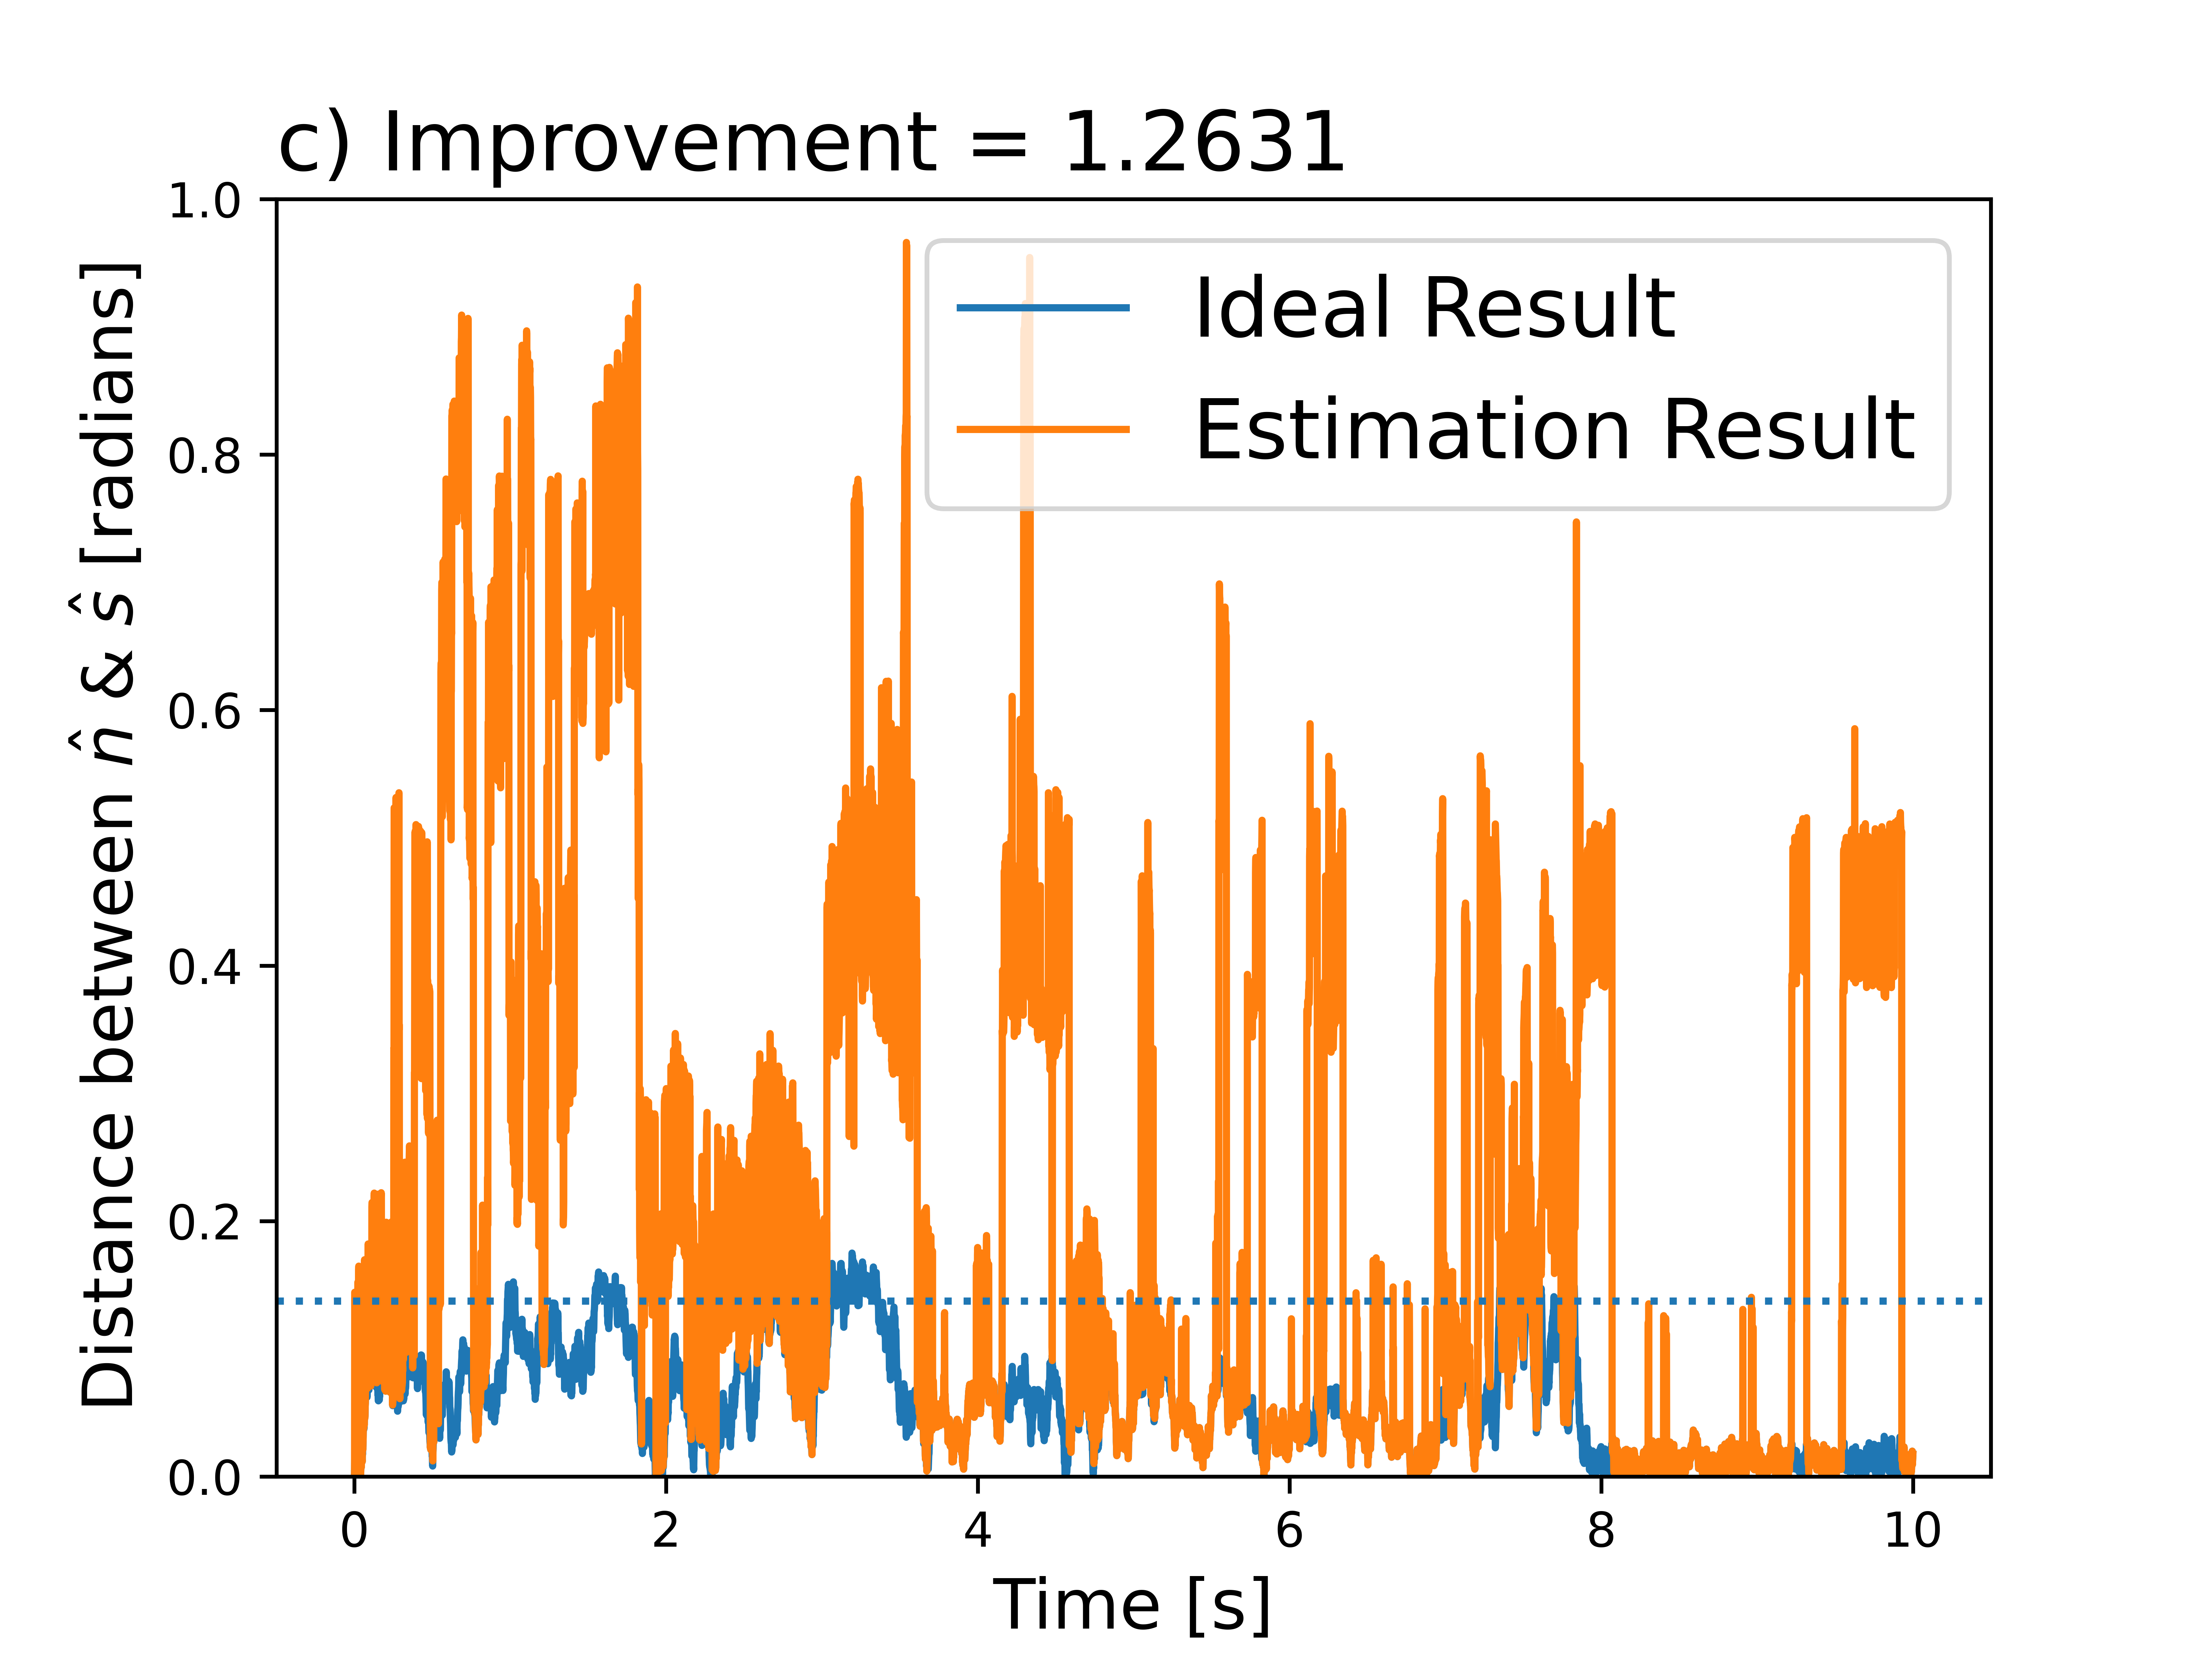 c) Improvement = 1.2631
Distance between n̂ & ŝ [radians]
1.0
0.8
0.6
0.4
0.2
0.0
Ideal Result
Estimation Result
0 2 4 6 8 10
Time [s]